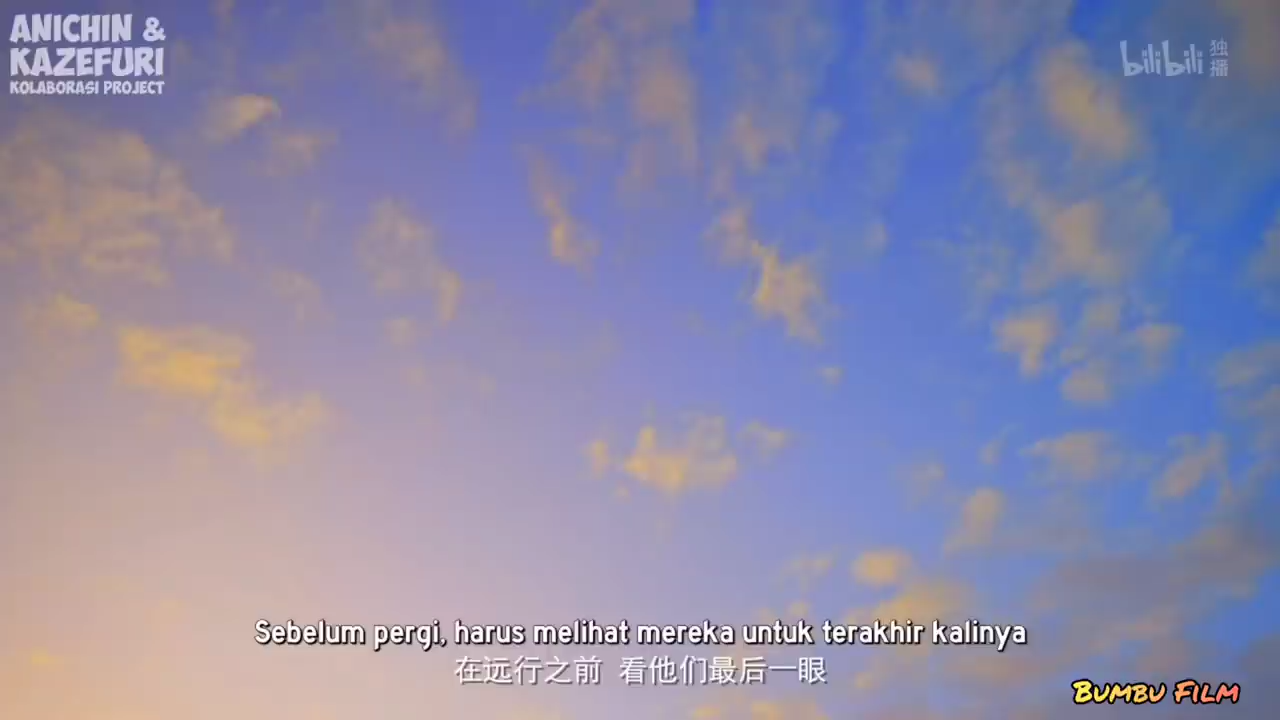 ANICHIN &
KAZEFURI
KOLABORASI PROJECT
bilibili 独播
Sebelum pergi, harus melihat mereka untuk terakhir kalinya
在远行之前 看他们最后一眼
BUMBU FILM